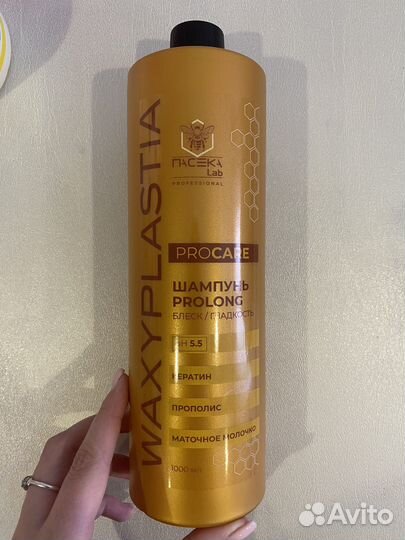 WAXYPLASTIA
ПАСЕКА
Lab
PROFESSIONAL
PROCARE
ШАМПУНЬ
PROLONG
БЛЕСК / ГЛАДКОСТЬ
pH 5.5
КЕРАТИН
ПРОПОЛИС
МАТОЧНОЕ МОЛОЧКО
1000 мл
Avito